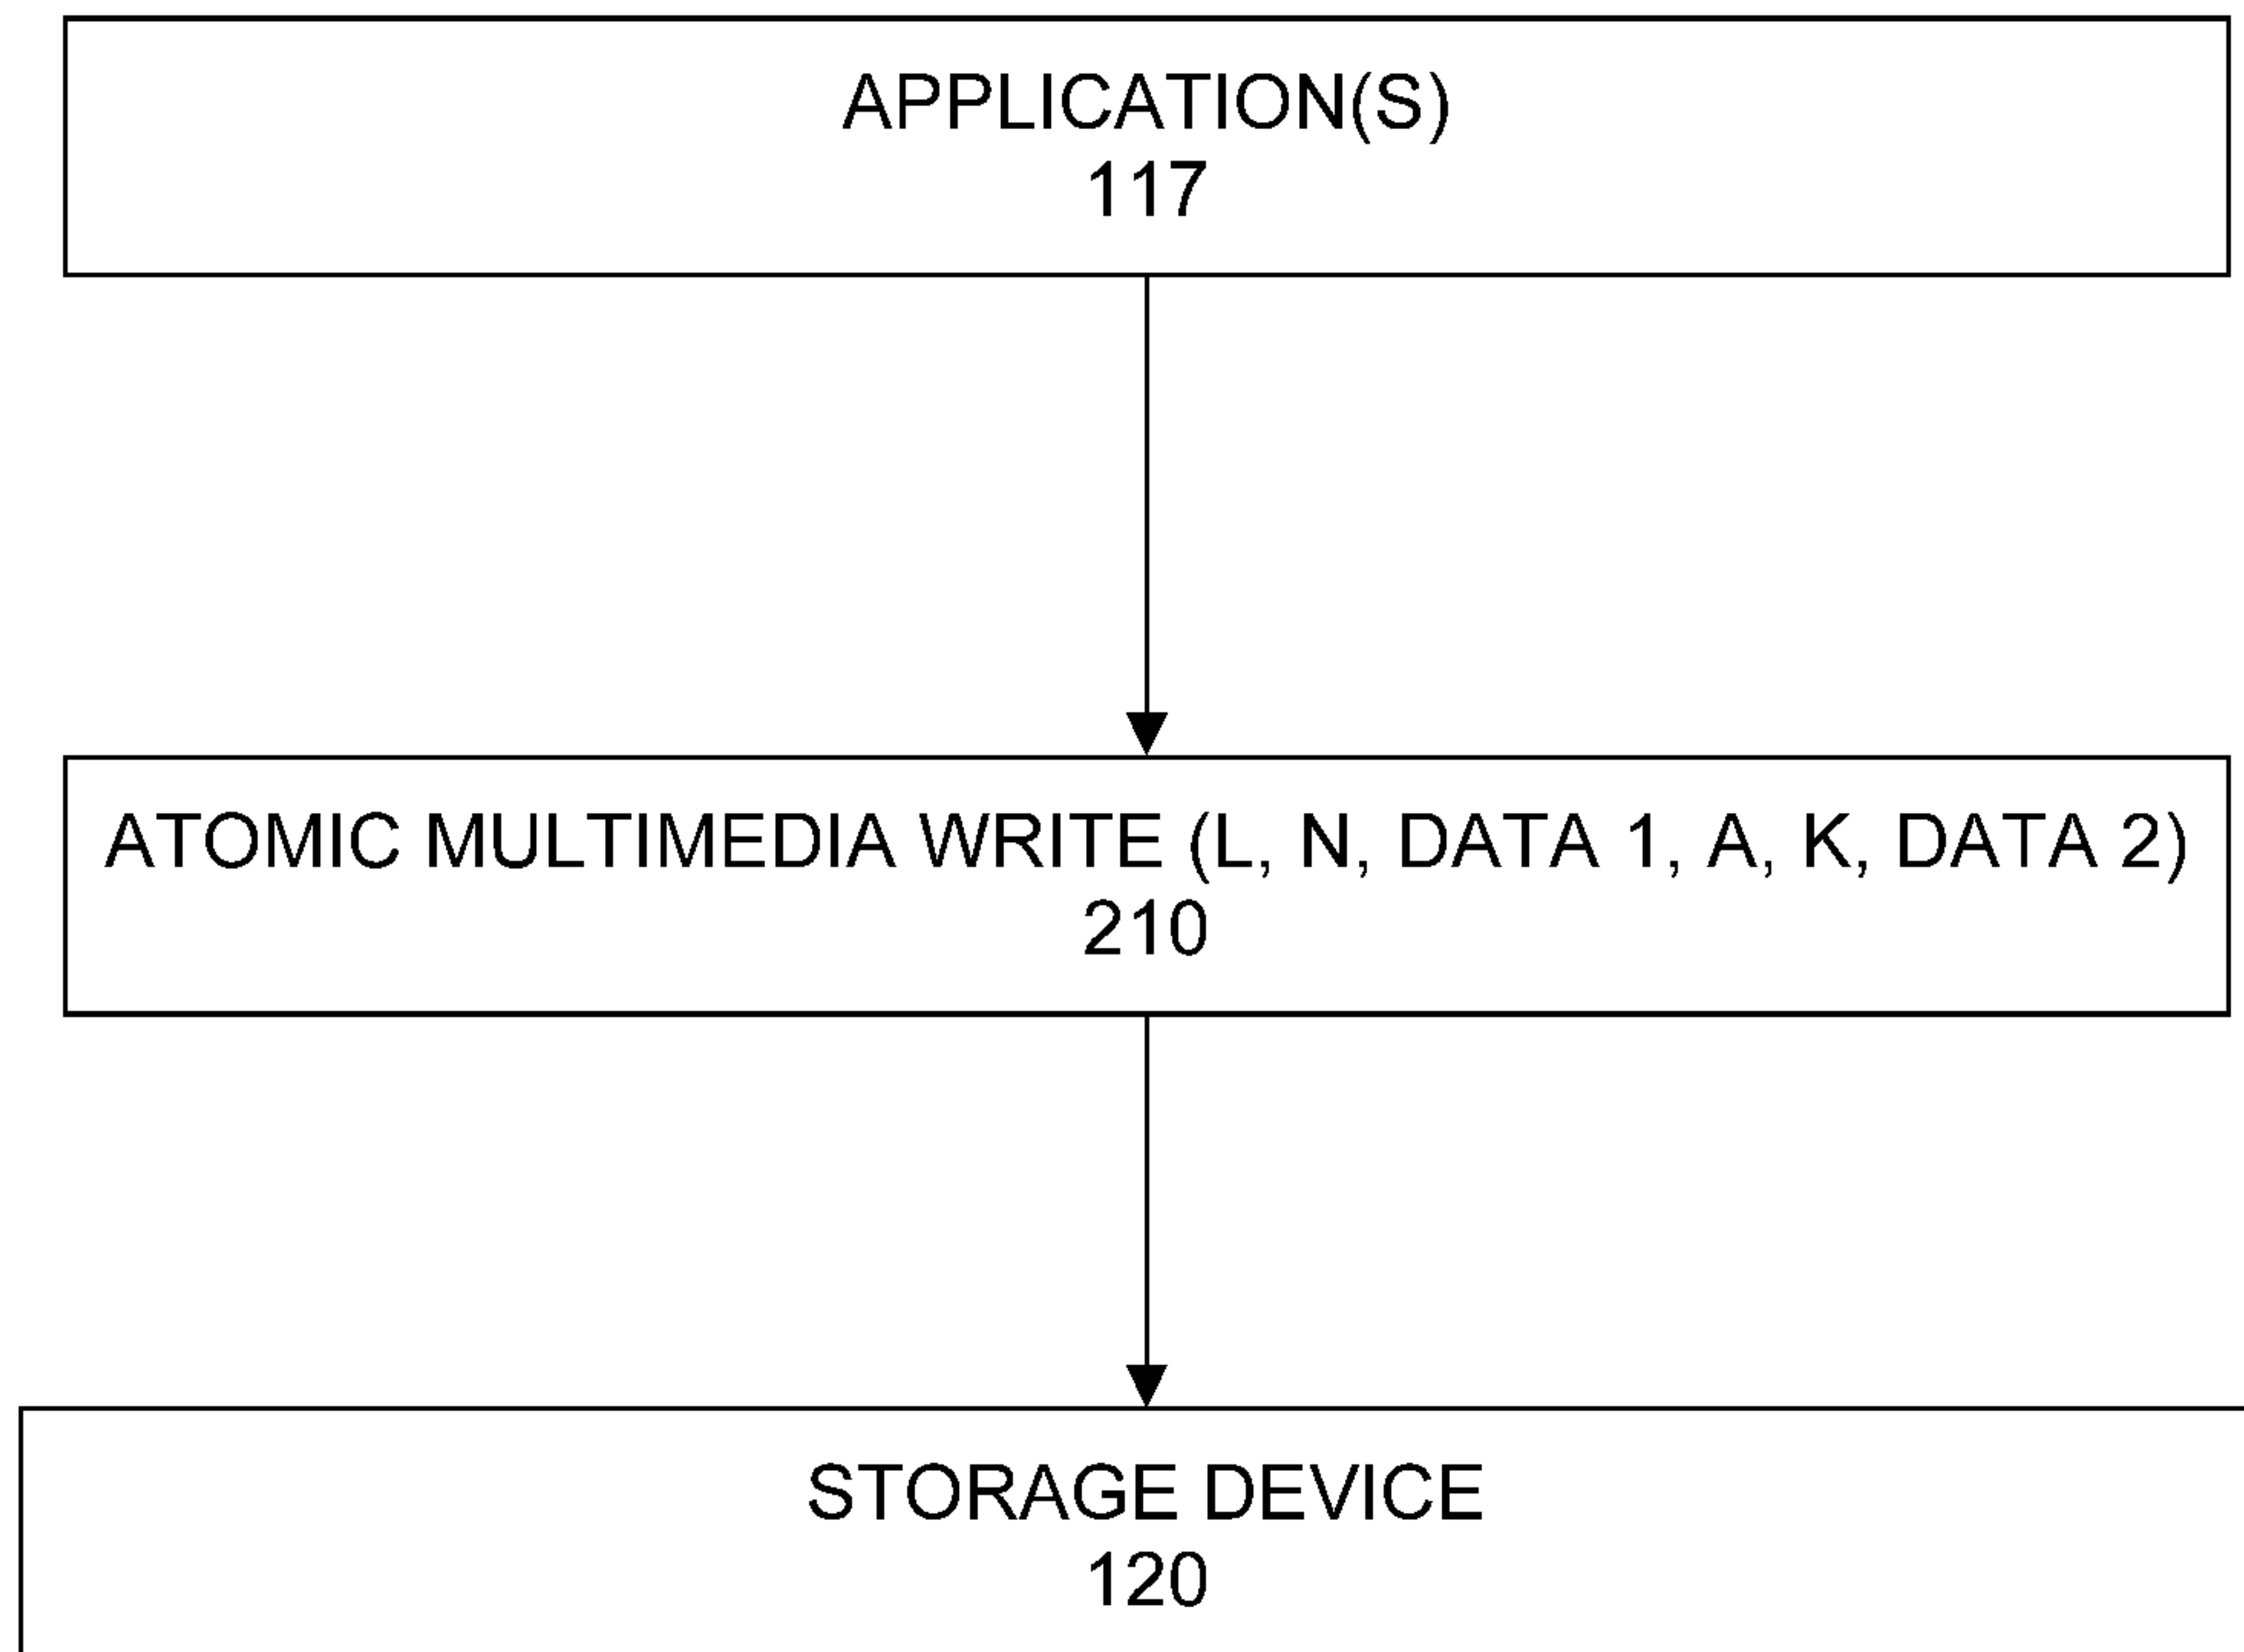 APPLICATION(S)
117
ATOMIC MULTIMEDIA WRITE (L, N, DATA 1, A, K, DATA 2)
210
STORAGE DEVICE
120